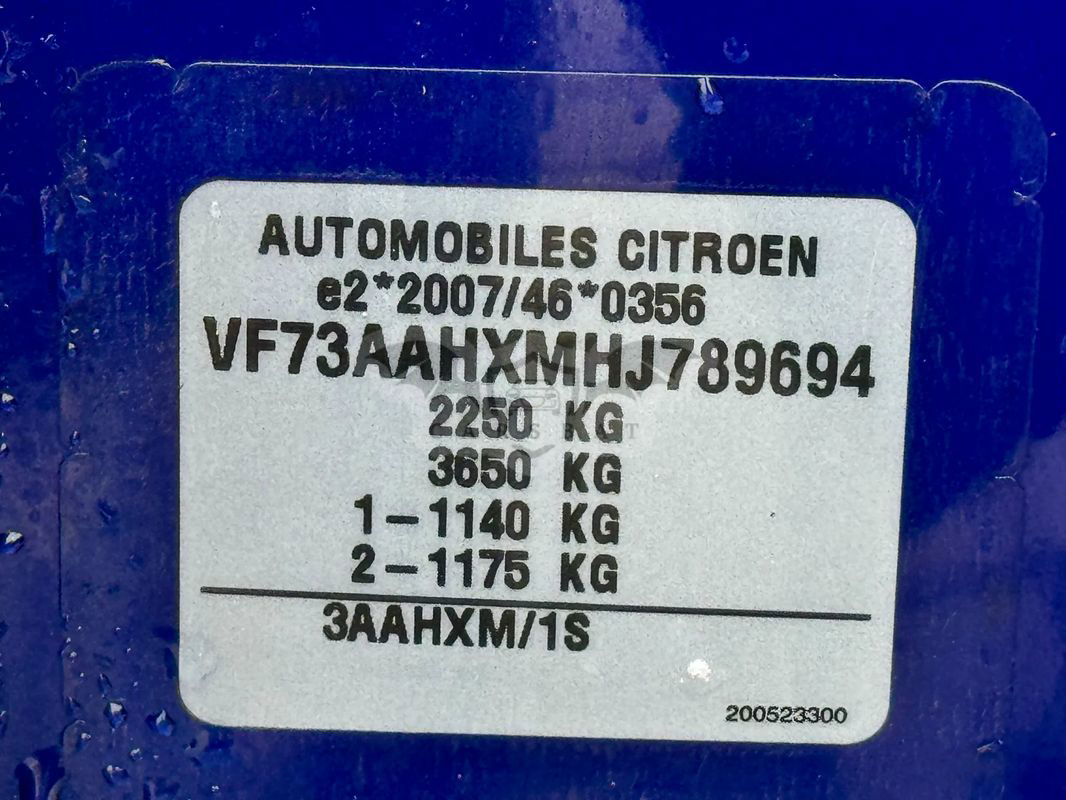 AUTOMOBILES CITROEN
e2*2007/46*0356
VF73AAHXMHJ789694
2250 KG
3650 KG
1-1140 KG
2-1175 KG
3AAHXM/1S
200523300